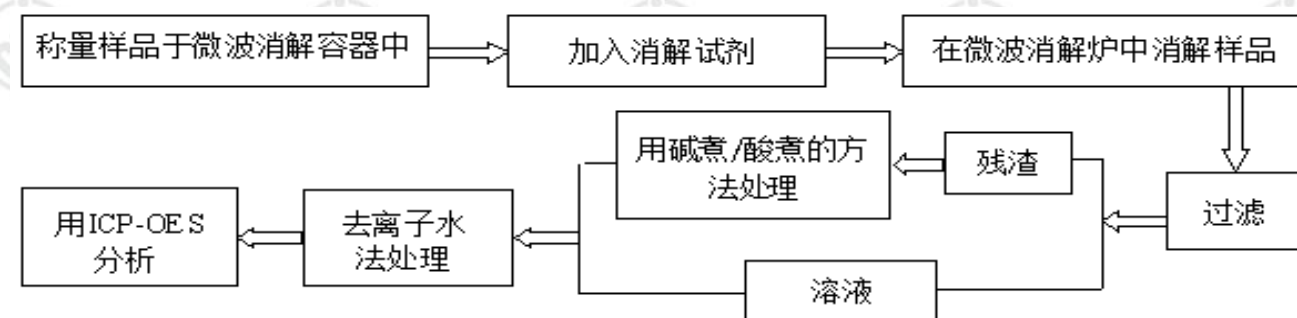 称量样品于微波消解容器中
加入消解试剂
在微波消解炉中消解样品
过滤
残渣
用碱煮/酸煮的方
法处理
溶液
去离子水
法处理
用ICP-OES
分析